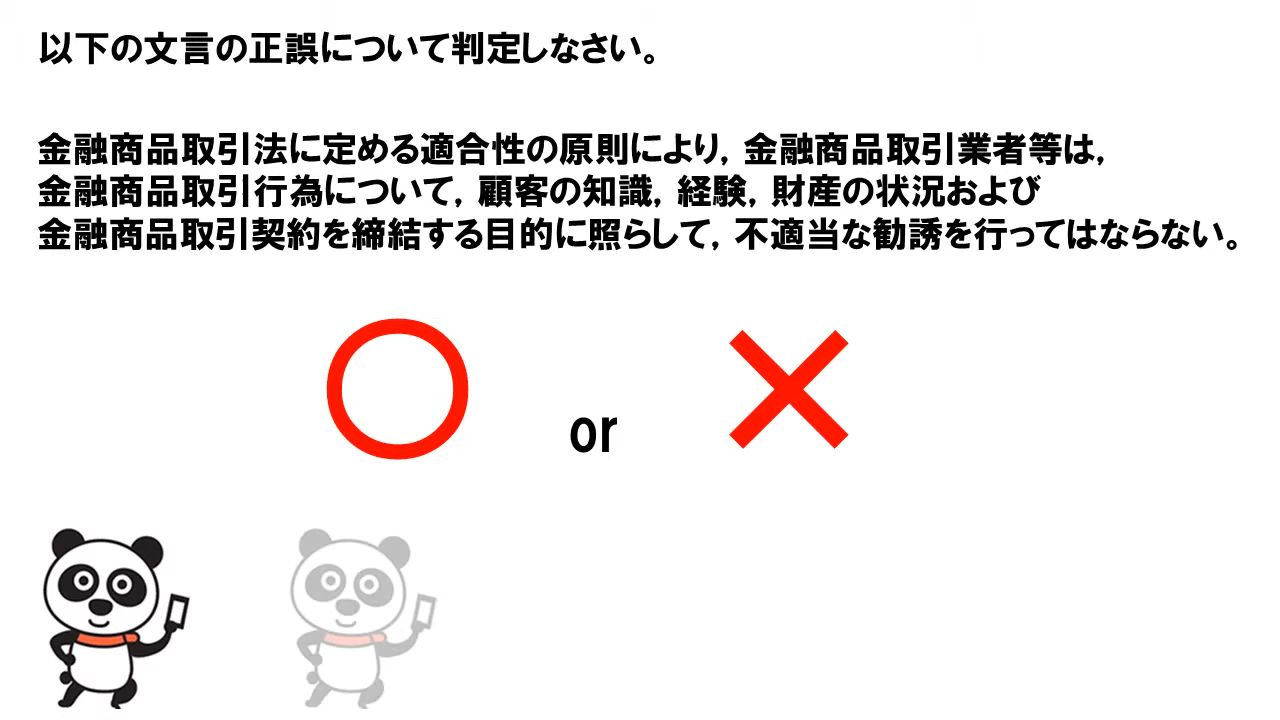 以下の文言の正誤について判定しなさい。
金融商品取引法に定める適合性の原則により，金融商品取引業者等は，
金融商品取引行為について，顧客の知識，経験，財産の状況および
金融商品取引契約を締結する目的に照らして，不適当な勧誘を行ってはならない。
or